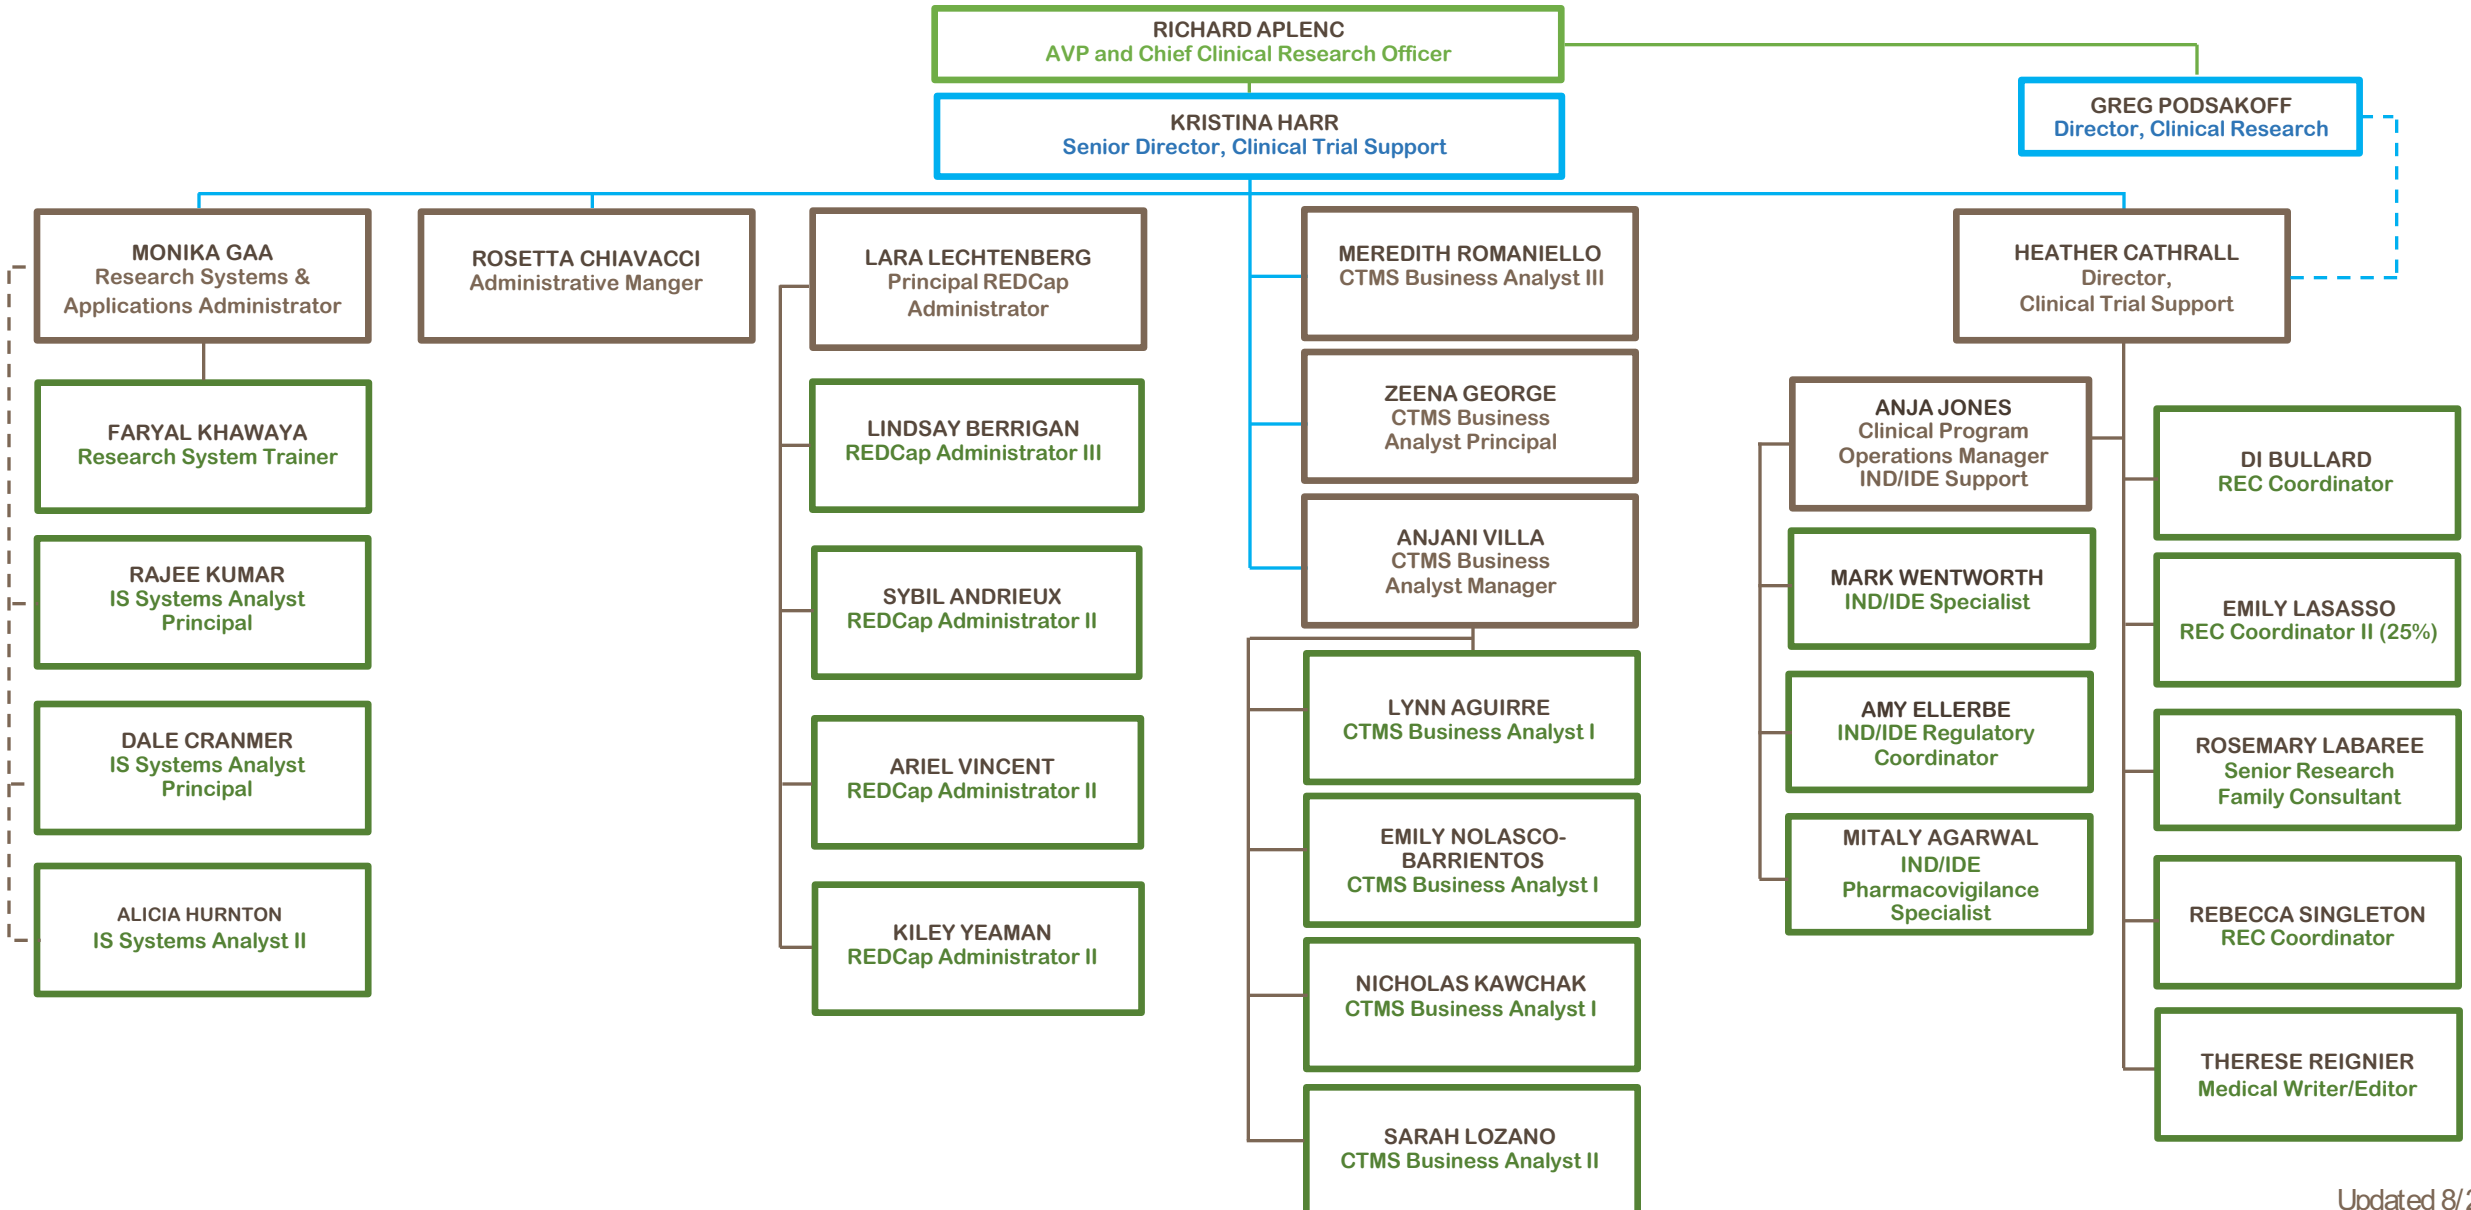 RICHARD APLENC
AVP and Chief Clinical Research Officer
KRISTINA HARR
Senior Director, Clinical Trial Support
GREG PODSAKOFF
Director, Clinical Research
MONIKA GAA
Research Systems &
Applications Administrator
FARYAL KHAWAYA
Research System Trainer
RAJEE KUMAR
IS Systems Analyst
Principal
DALE CRANMER
IS Systems Analyst
Principal
ALICIA HURNTON
IS Systems Analyst II
ROSETTA CHIAVACCI
Administrative Manger
LARA LECHTENBERG
Principal REDCap
Administrator
LINDSAY BERRIGAN
REDCap Administrator III
SYBIL ANDRIEUX
REDCap Administrator II
ARIEL VINCENT
REDCap Administrator II
KILEY YEAMAN
REDCap Administrator II
MEREDITH ROMANIELLO
CTMS Business Analyst III
ZEENA GEORGE
CTMS Business
Analyst Principal
ANJANI VILLA
CTMS Business
Analyst Manager
LYNN AGUIRRE
CTMS Business Analyst I
EMILY NOLASCO-
BARRIENTOS
CTMS Business Analyst I
NICHOLAS KAWCHAK
CTMS Business Analyst I
SARAH LOZANO
CTMS Business Analyst II
HEATHER CATHRALL
Director,
Clinical Trial Support
ANJA JONES
Clinical Program
Operations Manager
IND/IDE Support
MARK WENTWORTH
IND/IDE Specialist
AMY ELLERBE
IND/IDE Regulatory
Coordinator
MITALY AGARWAL
IND/IDE
Pharmacovigilance
Specialist
DI BULLARD
REC Coordinator
EMILY LASASSO
REC Coordinator II (25%)
ROSEMARY LABAREE
Senior Research
Family Consultant
REBECCA SINGLETON
REC Coordinator
THERESE REIGNIER
Medical Writer/Editor
Updated 8/